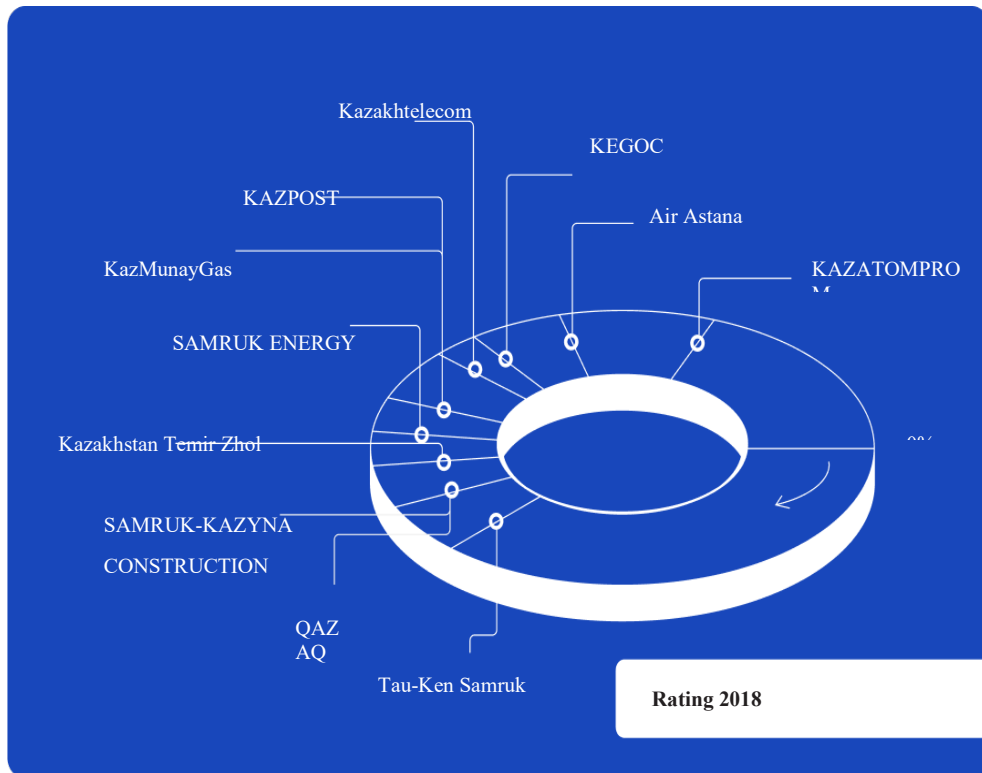 Kazakhtelecom
KEGOC
KAZPOST
Air Astana
KazMunayGas
KAZATOMPRO
SAMRUK ENERGY
Kazakhstan Temir Zhol
SAMRUK-KAZYNA
CONSTRUCTION
QAZ
AQ
Tau-Ken Samruk
Rating 2018